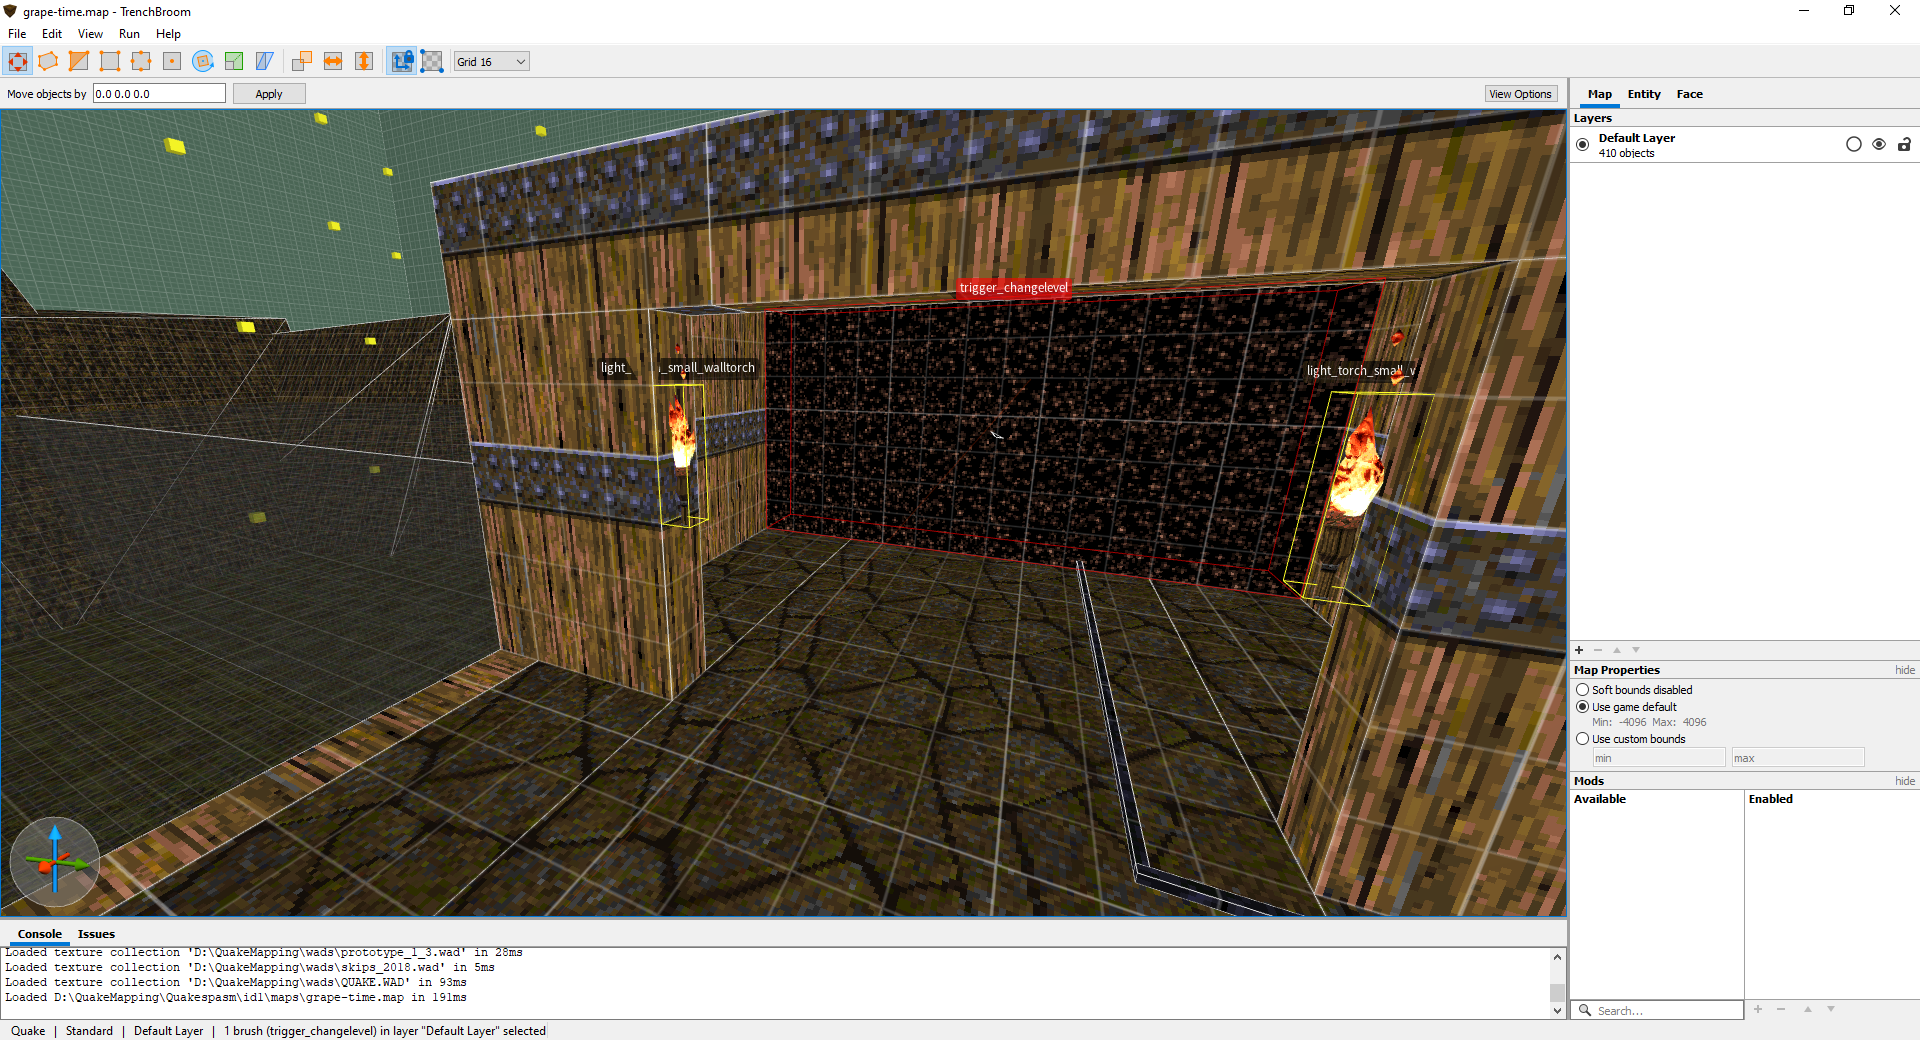 grape-time.map - TrenchBroom
File Edit View Run Help
Grid 16
Move objects by 0.0 0.0 0.0 Apply View Options
Map Entity Face
Layers
Default Layer
410 objects
trigger_changelevel
light_ _small_walltorch
light_torch_small_w
Map Properties hide
Soft bounds disabled
Use game default
Min: -4096 Max: 4096
Use custom bounds
min max
Mods hide
Available Enabled
Console Issues
Loaded texture collection 'D:\QuakeMapping\wads\prototype_1_3.wad' in 28ms
Loaded texture collection 'D:\QuakeMapping\wads\skips_2018.wad' in 5ms
Loaded texture collection 'D:\QuakeMapping\wads\QUAKE.WAD' in 93ms
Loaded D:\QuakeMapping\Quakespasm\id1\maps\grape-time.map in 191ms
Search...
Quake | Standard | Default Layer | 1 brush (trigger_changelevel) in layer "Default Layer" selected